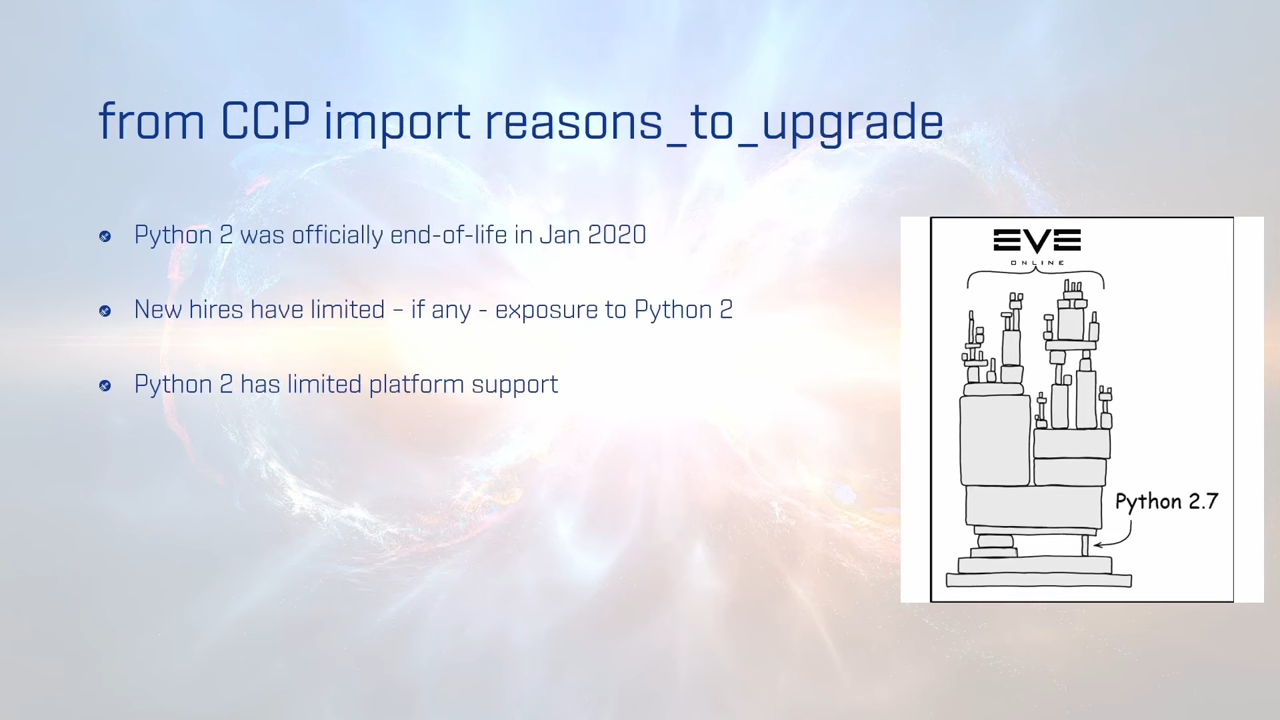 from CCP import reasons_to_upgrade
Python 2 was officially end-of-life in Jan 2020
New hires have limited – if any - exposure to Python 2
Python 2 has limited platform support
EVE
ONLINE
Python 2.7